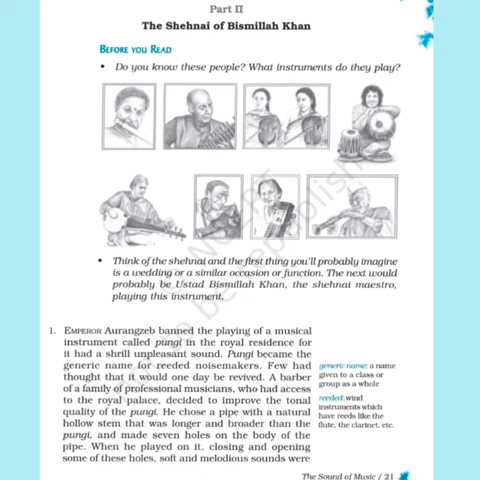 Part II
The Shehnai of Bismillah Khan
BEFORE YOU READ
• Do you know these people? What instruments do they play?
• Think of the shehnai and the first thing you'll probably imagine
is a wedding or a similar occasion or function. The next would
probably be Ustad Bismillah Khan, the shehnai maestro,
playing this instrument.
1. EMPEROR Aurangzeb banned the playing of a musical
instrument called pungi in the royal residence for
it had a shrill unpleasant sound. Pungi became the
generic name for reeded noisemakers. Few had
thought that it would one day be revived. A barber
of a family of professional musicians, who had access
to the royal palace, decided to improve the tonal
quality of the pungi. He chose a pipe with a natural
hollow stem that was longer and broader than the
pungi, and made seven holes on the body of the
pipe. When he played on it, closing and opening
some of these holes, soft and melodious sounds were
generic name: a name
given to a class or
group as a whole
reeded: wind
instruments which
have reeds like the
flute, the clarinet, etc.
The Sound of Music / 21